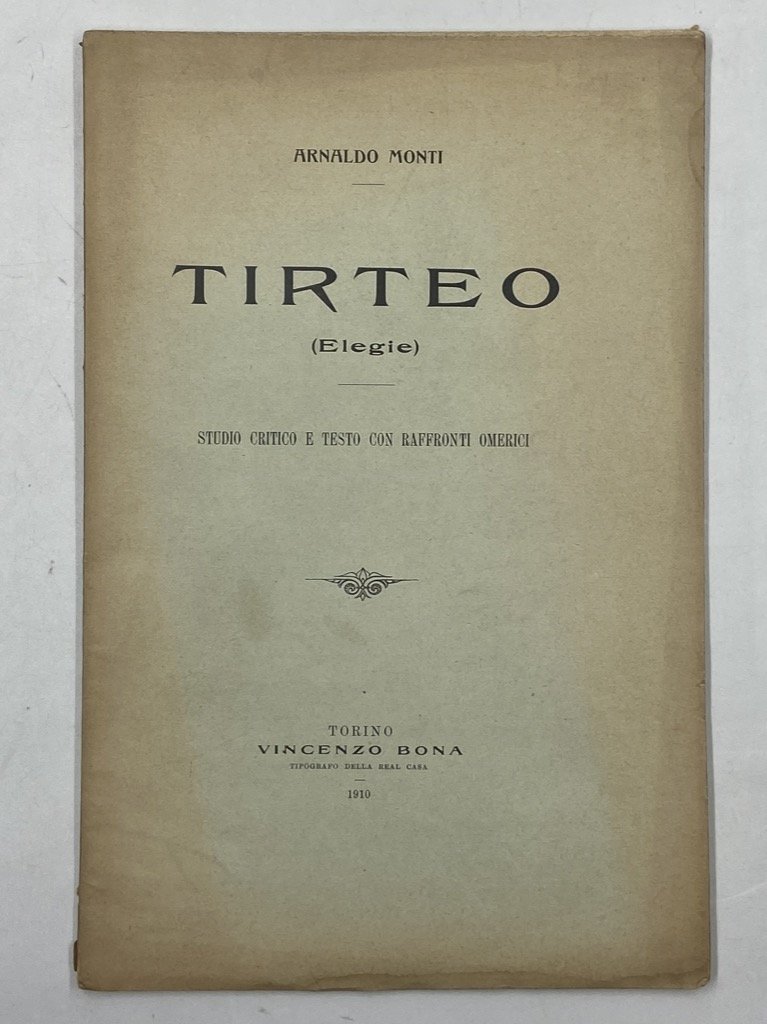 ARNALDO MONTI
TIRTEO
(Elegie)
STUDIO CRITICO E TESTO CON RAFFRONTI OMERICI
TORINO
VINCENZO BONA
TIPOGRAFO DELLA REAL CASA
1910